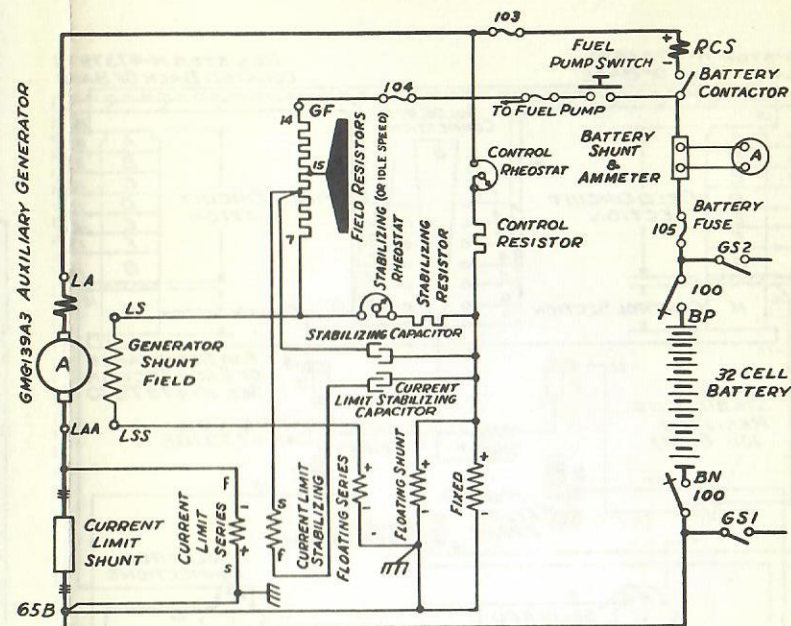 103
RCS
FUEL
PUMP SWITCH
BATTERY
CONTACTOR
104
GF
14
TO FUEL PUMP
15
7
FIELD RESISTORS
STABILIZING (OR IDLE SPEED)
RHEOSTAT
STABILIZING
RESISTOR
CONTROL
RHEOSTAT
CONTROL
RESISTOR
BATTERY
SHUNT
&
AMMETER
A
BATTERY
FUSE
105
GS2
100
BP
GMG139A3 AUXILIARY GENERATOR
LA
A
LAA
LS
GENERATOR
SHUNT
FIELD
LSS
STABILIZING CAPACITOR
CURRENT
LIMIT STABILIZING
CAPACITOR
32 CELL
BATTERY
BN
100
GS1
CURRENT
LIMIT
SHUNT
F
S
CURRENT
LIMIT
SERIES
S
F
CURRENT LIMIT
STABILIZING
FLOATING SERIES
FLOATING SHUNT
FIXED
65B